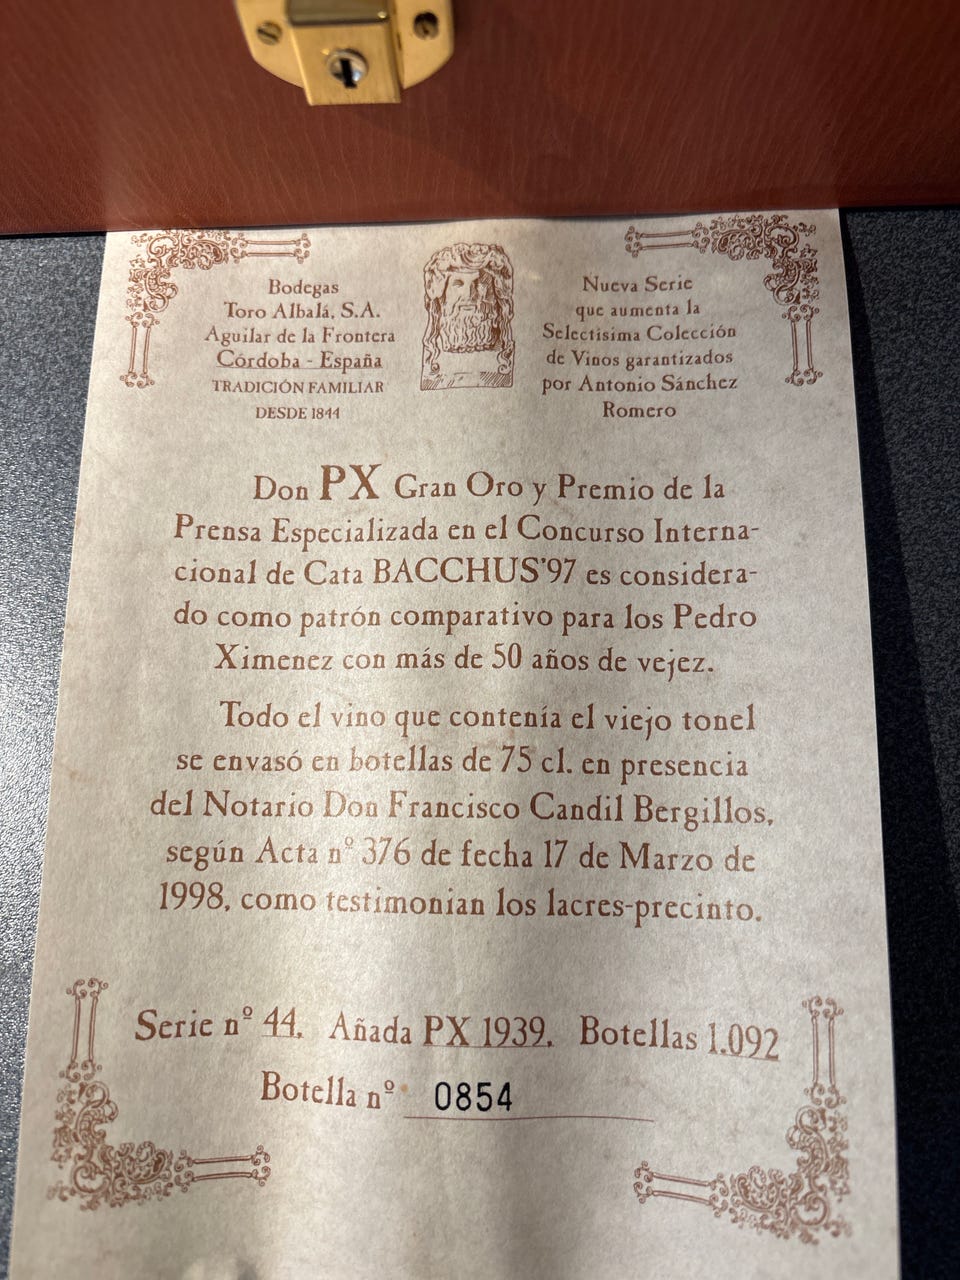 Bodegas
Toro Albalá, S.A.
Aguilar de la Frontera
Córdoba - España
TRADICIÓN FAMILIAR
DESDE 1844
Nueva Serie
que aumenta la
Selectísima Colección
de Vinos garantizados
por Antonio Sánchez
Romero
Don PX Gran Oro y Premio de la
Prensa Especializada en el Concurso Interna-
cional de Cata BACCHUS'97 es considera-
do como patrón comparativo para los Pedro
Ximenez con más de 50 años de vejez.
Todo el vino que contenía el viejo tonel
se envasó en botellas de 75 cl. en presencia
del Notario Don Francisco Candil Bergillos,
según Acta nº 376 de fecha 17 de Marzo de
1998, como testimonian los lacres-precinto.
Serie nº 44, Añada PX 1939, Botellas 1.092
Botella nº 0854